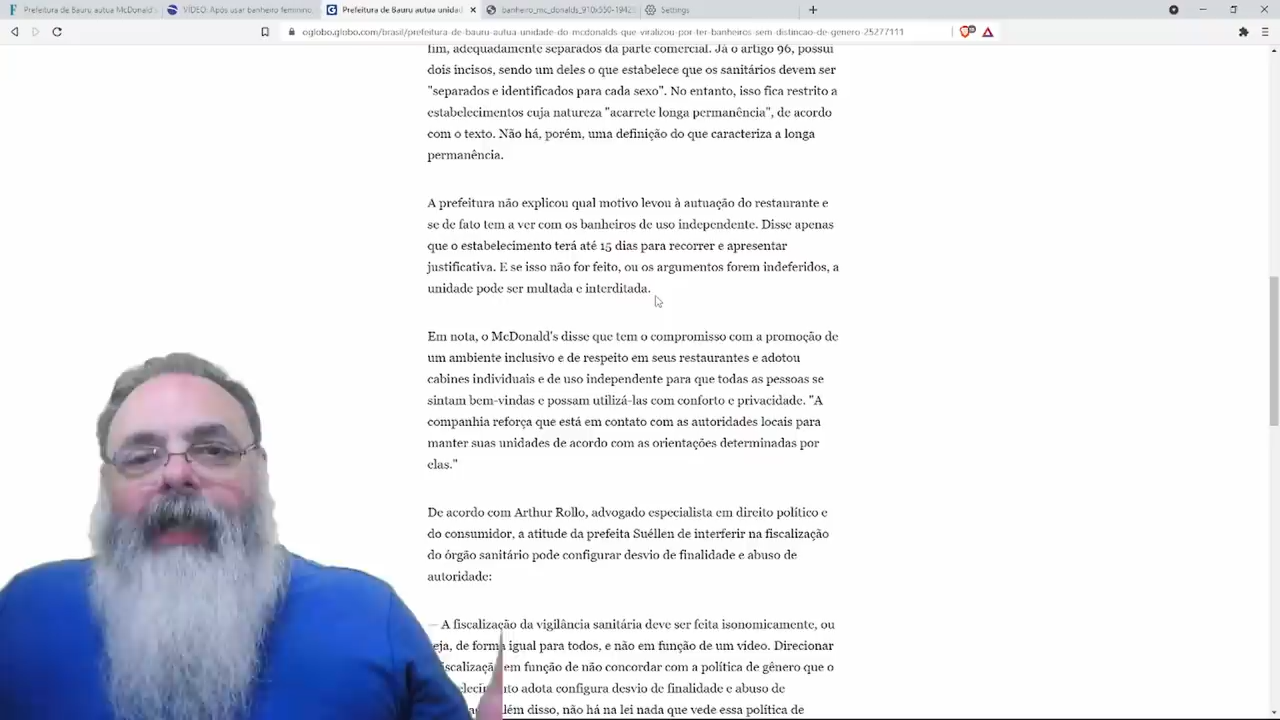 Prefeitura de Bauru autua McDonald'
VÍDEO: Após usar banheiro feminino,
Prefeitura de Bauru autua unidad
banheiro_mc_donalds_910x550-1942
Settings
oglobo.globo.com/brasil/prefeitura-de-bauru-autua-unidade-do-mcdonalds-que-viralizou-por-ter-banheiros-sem-distincao-de-genero-25277111
fim, adequadamente separados da parte comercial. Já o artigo 96, possui
dois incisos, sendo um deles o que estabelece que os sanitários devem ser
"separados e identificados para cada sexo". No entanto, isso fica restrito a
estabelecimentos cuja natureza "acarrete longa permanência", de acordo
com o texto. Não há, porém, uma definição do que caracteriza a longa
permanência.
A prefeitura não explicou qual motivo levou à autuação do restaurante e
se de fato tem a ver com os banheiros de uso independente. Disse apenas
que o estabelecimento terá até 15 dias para recorrer e apresentar
justificativa. E se isso não for feito, ou os argumentos forem indeferidos, a
unidade pode ser multada e interditada.
Em nota, o McDonald's disse que tem o compromisso com a promoção de
um ambiente inclusivo e de respeito em seus restaurantes e adotou
cabines individuais e de uso independente para que todas as pessoas se
sintam bem-vindas e possam utilizá-las com conforto e privacidade. "A
companhia reforça que está em contato com as autoridades locais para
manter suas unidades de acordo com as orientações determinadas por
elas."
De acordo com Arthur Rollo, advogado especialista em direito político e
do consumidor, a atitude da prefeita Suéllen de interferir na fiscalização
do órgão sanitário pode configurar desvio de finalidade e abuso de
autoridade:
— A fiscalização da vigilância sanitária deve ser feita isonomicamente, ou
eja, de forma igual para todos, e não em função de um vídeo. Direcionar
fiscalização em função de não concordar com a política de gênero que o
adota configura desvio de finalidade e abuso de
além disso, não há na lei nada que vede essa política de